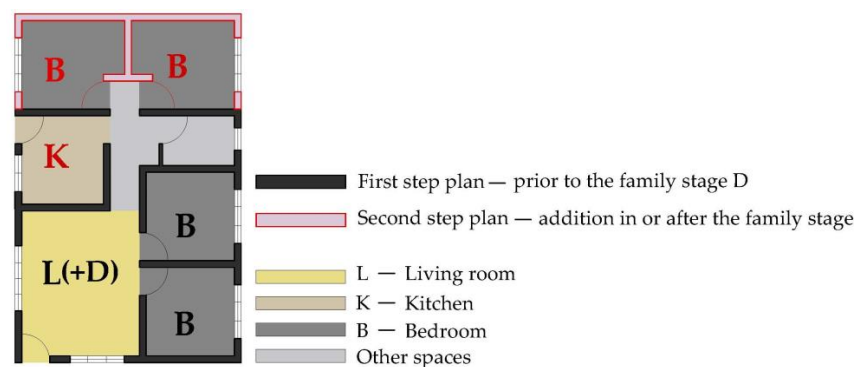 B
B
K
B
L(+D)
B
First step plan — prior to the family stage D
Second step plan — addition in or after the family stage
L — Living room
K — Kitchen
B — Bedroom
Other spaces